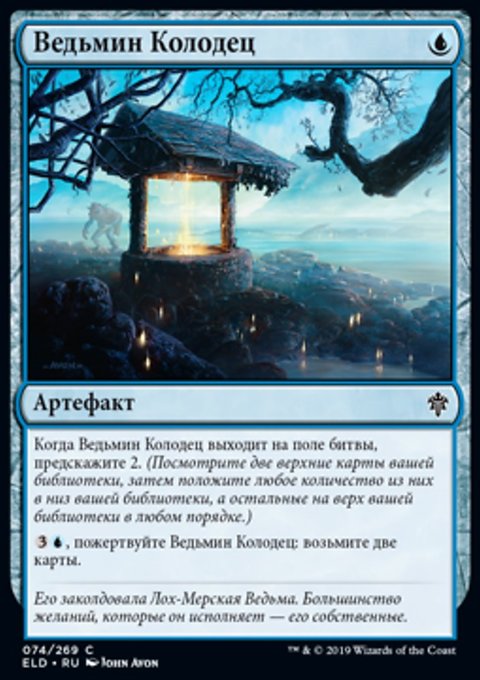 Ведьмин Колодец
AVON
Артефакт
Когда Ведьмин Колодец выходит на поле битвы,
предскажите 2. (Посмотрите две верхние карты вашей
библиотеки, затем положите любое количество из них
в низ вашей библиотеки, а остальные на верх вашей
библиотеки в любом порядке.)
3, пожертвуйте Ведьмин Колодец: возьмите две
карты.
Его заколдовала Лох-Мерская Ведьма. Большинство
желаний, которые он исполняет — его собственные.
074/269 C
ELD • RU JOHN AVON
™ & © 2019 Wizards of the Coast